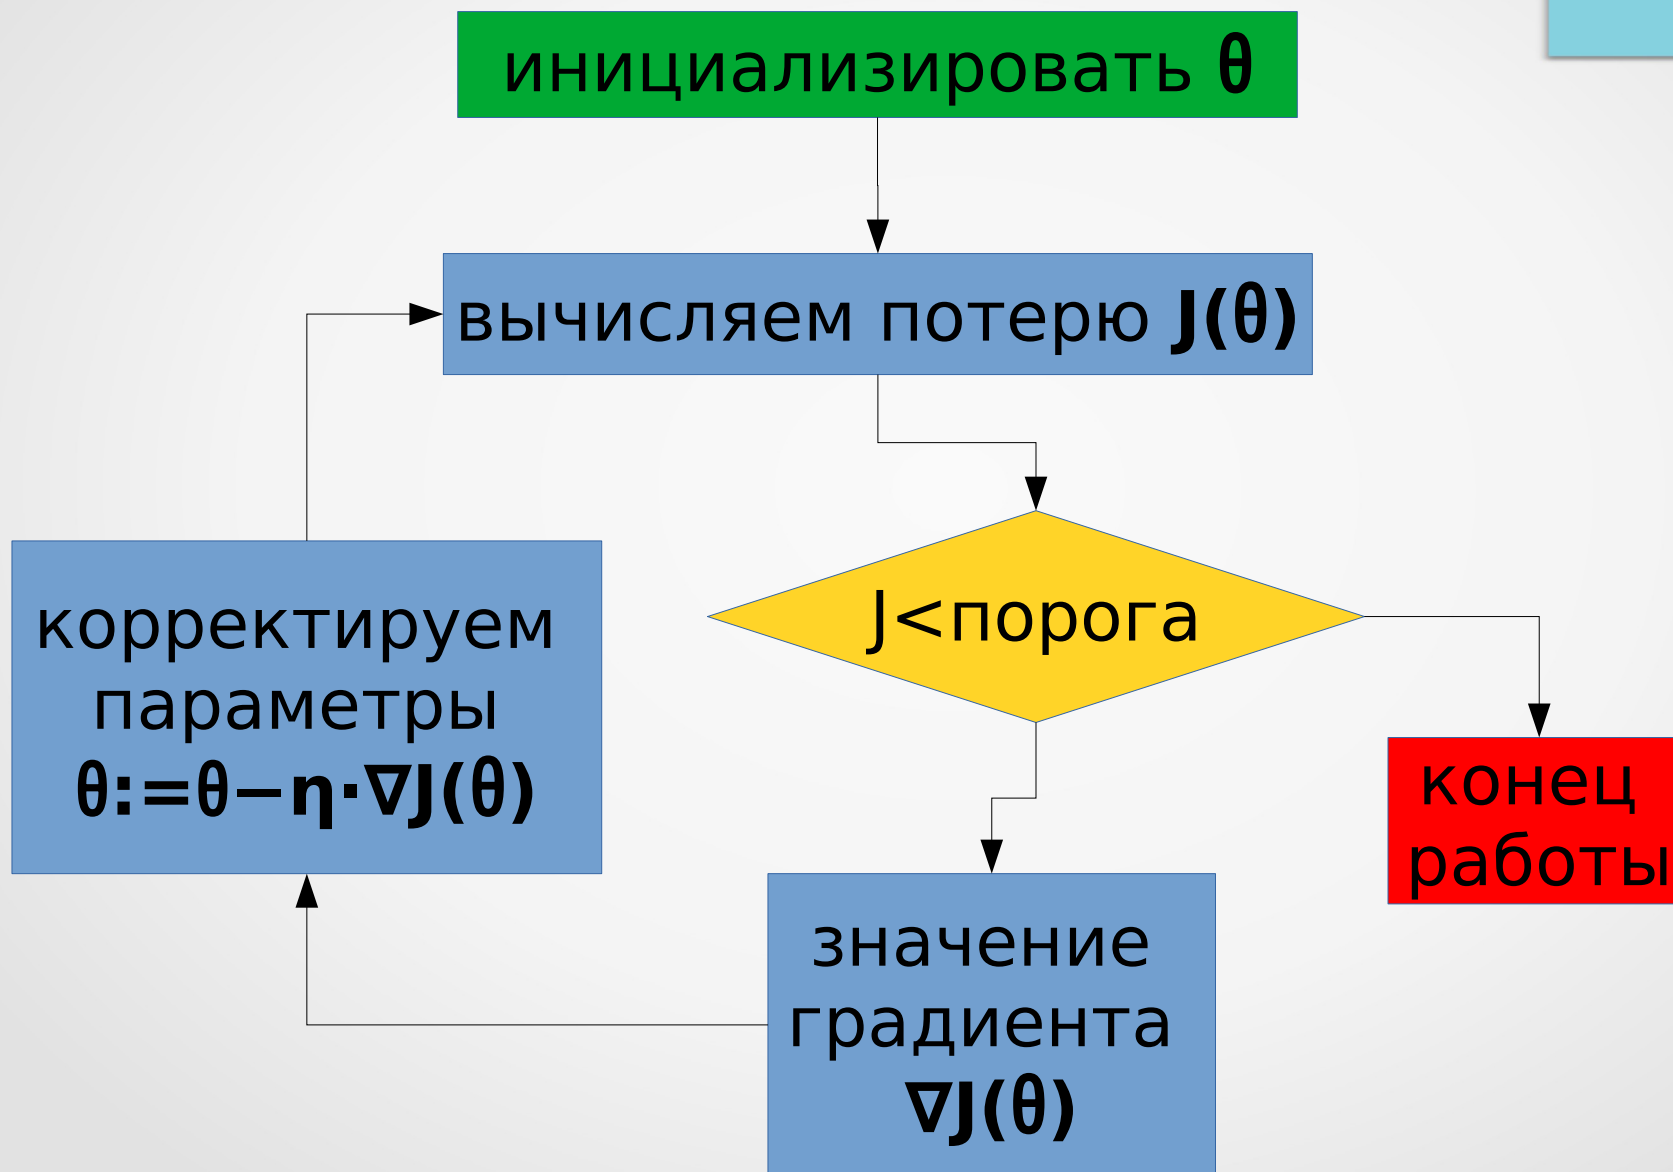 инициализировать θ
вычисляем потерю J(θ)
J<порога
корректируем
параметры
θ:=θ−η·∇J(θ)
конец
работы
значение
градиента
∇J(θ)